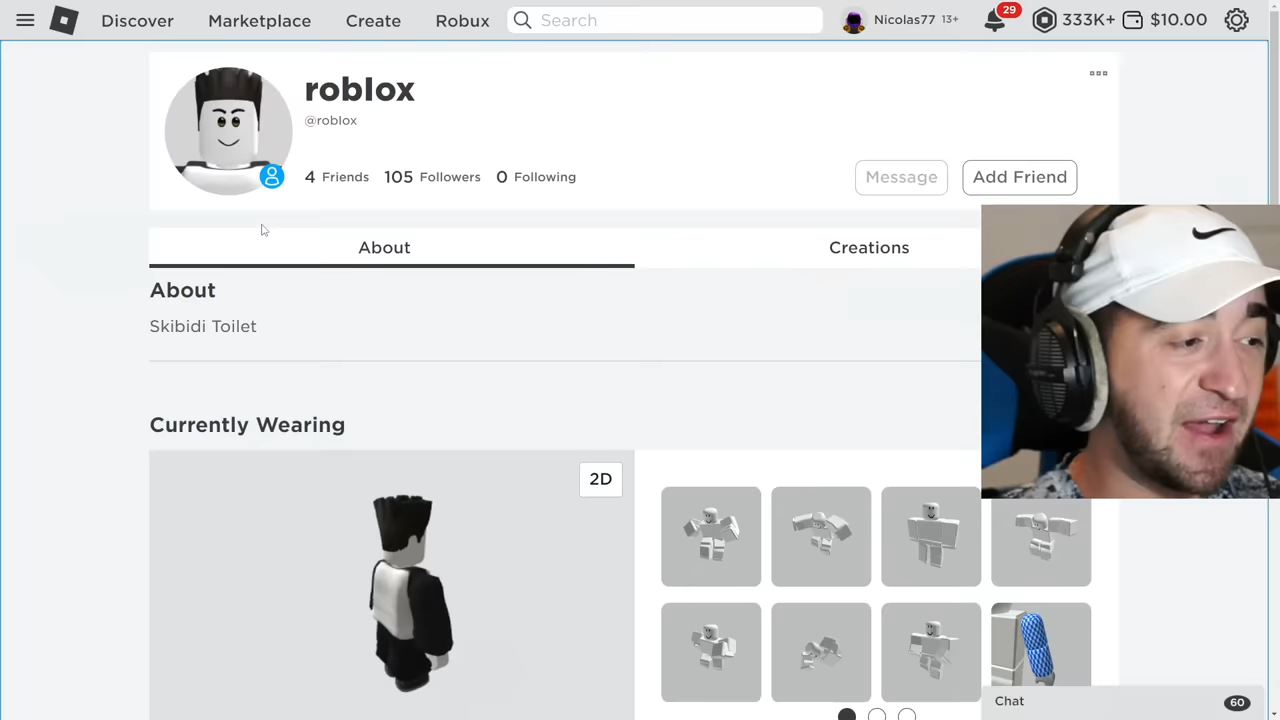 Discover Marketplace Create Robux Search Nicolas77 13+ 29 333K+ $10.00
roblox
@roblox
4 Friends 105 Followers 0 Following Message Add Friend
About Creations
About
Skibidi Toilet
Currently Wearing
2D
Chat 60